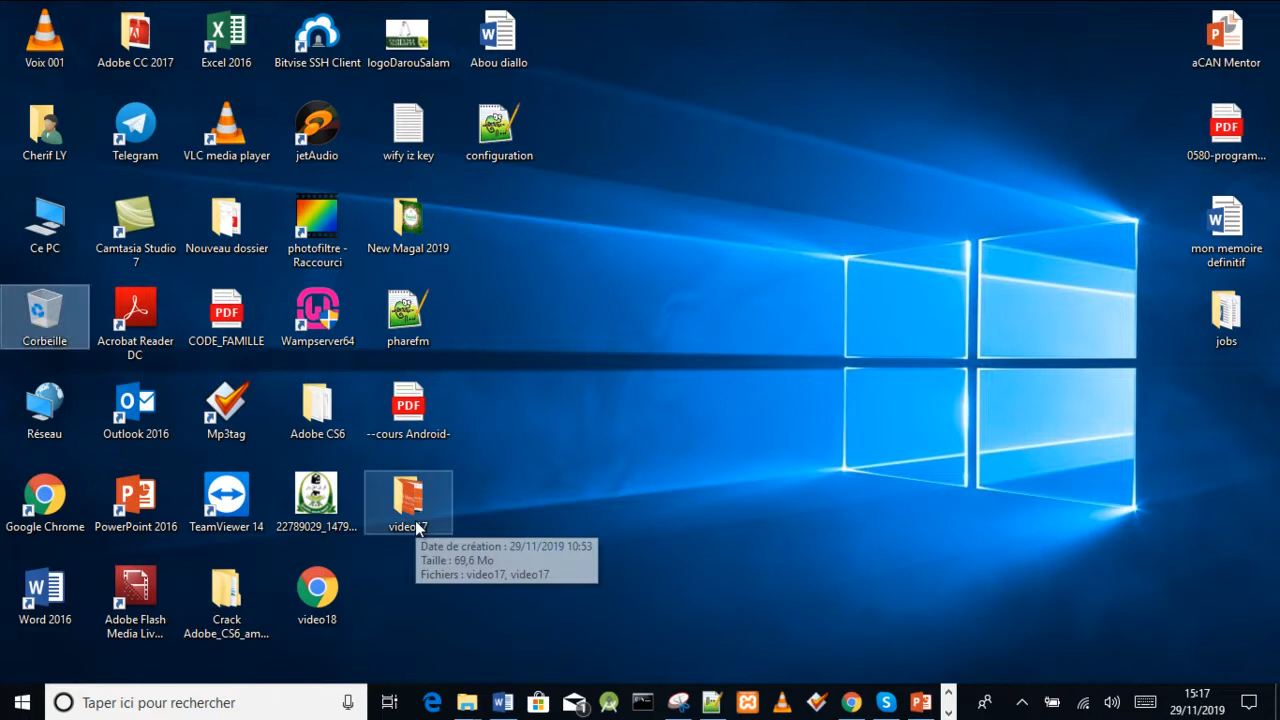 Voix 001
Adobe CC 2017
Excel 2016
Bitvise SSH Client
logoDarouSalam
Abou diallo
aCAN Mentor
Cherif LY
Telegram
VLC media player
jetAudio
wify iz key
configuration
PDF
0580-program...
Ce PC
Camtasia Studio
7
Nouveau dossier
photofiltre -
Raccourci
New Magal 2019
mon memoire
definitif
Corbeille
Acrobat Reader
DC
PDF
CODE_FAMILLE
Wampserver64
pharefm
jobs
Réseau
Outlook 2016
Mp3tag
Adobe CS6
PDF
--cours Android-
Google Chrome
PowerPoint 2016
TeamViewer 14
22789029_1479...
video17
Date de création : 29/11/2019 10:53
Taille : 69,6 Mo
Fichiers : video17, video17
Word 2016
Adobe Flash
Media Liv...
Crack
Adobe_CS6_am...
video18
Taper ici pour rechercher
15:17
29/11/2019